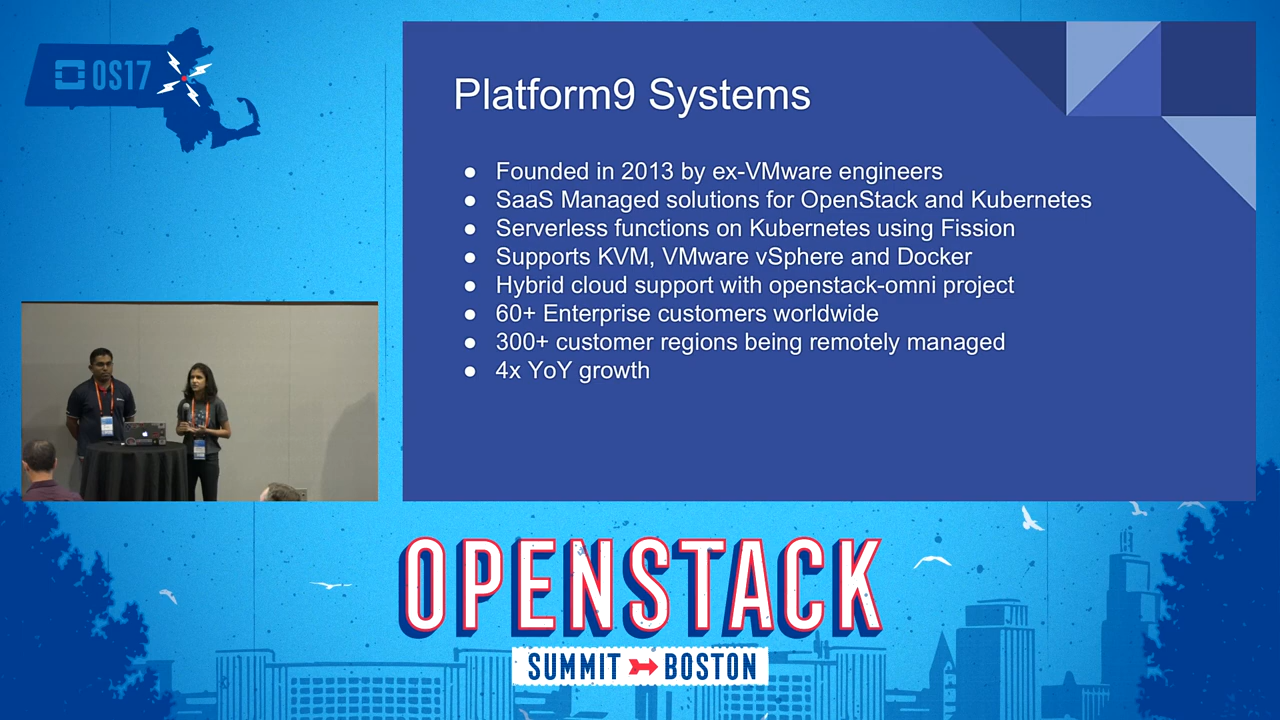 OS17
Platform9 Systems
● Founded in 2013 by ex-VMware engineers
● SaaS Managed solutions for OpenStack and Kubernetes
● Serverless functions on Kubernetes using Fission
● Supports KVM, VMware vSphere and Docker
● Hybrid cloud support with openstack-omni project
● 60+ Enterprise customers worldwide
● 300+ customer regions being remotely managed
● 4x YoY growth
OPENSTACK
SUMMIT BOSTON